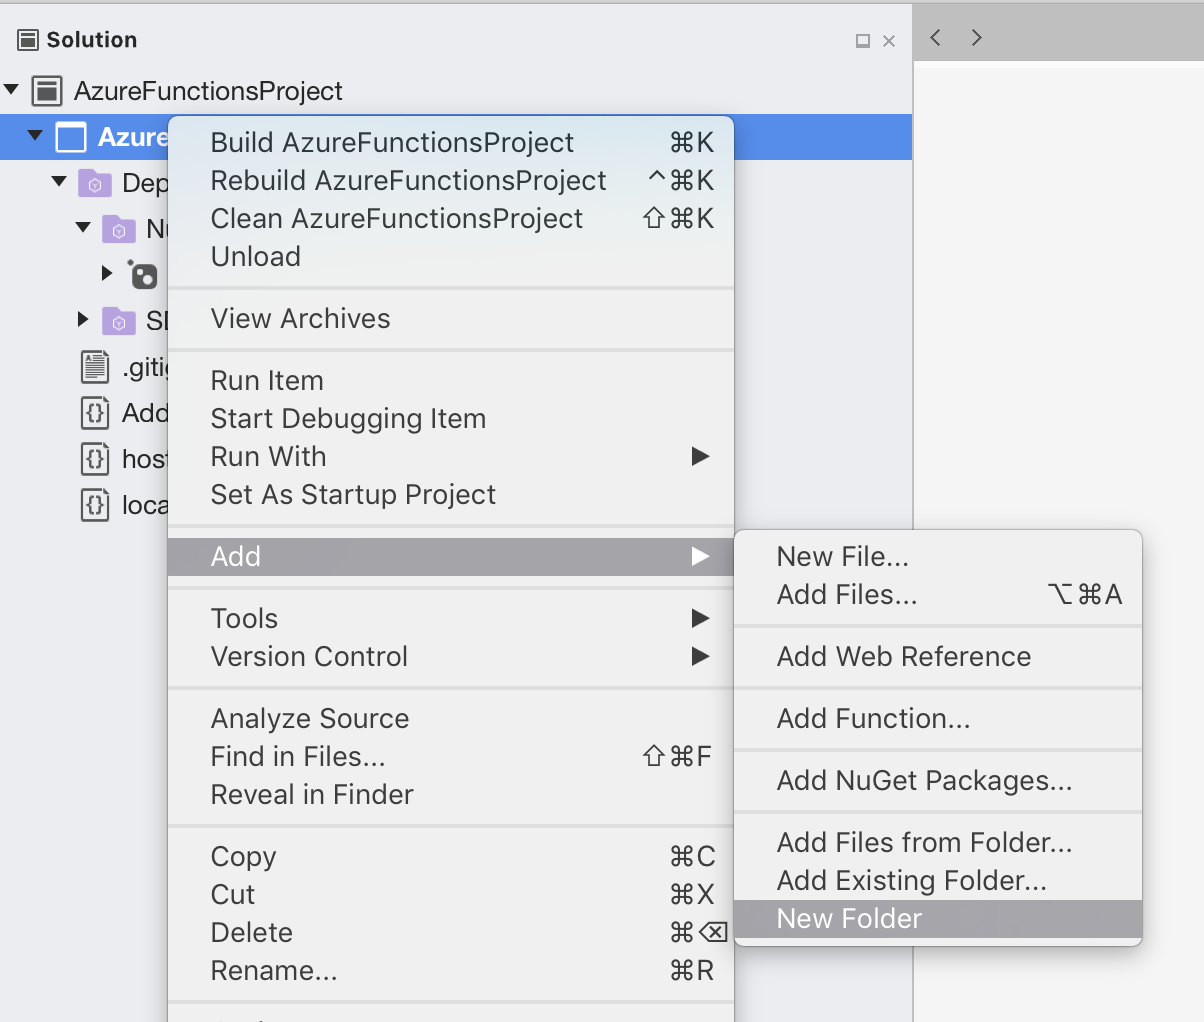 Solution
AzureFunctionsProject
Azure
Build AzureFunctionsProject ⌘K
Dep
Rebuild AzureFunctionsProject ^⌘K
Clean AzureFunctionsProject ⇧⌘K
Unload
View Archives
.giti
Run Item
Add
Start Debugging Item
host
Run With
loca
Set As Startup Project
Add
Tools
Version Control
Analyze Source
Find in Files... ⇧⌘F
Reveal in Finder
Copy ⌘C
Cut ⌘X
Delete ⌘⌫
Rename... ⌘R
New File...
Add Files... ⌥⌘A
Add Web Reference
Add Function...
Add NuGet Packages...
Add Files from Folder...
Add Existing Folder...
New Folder